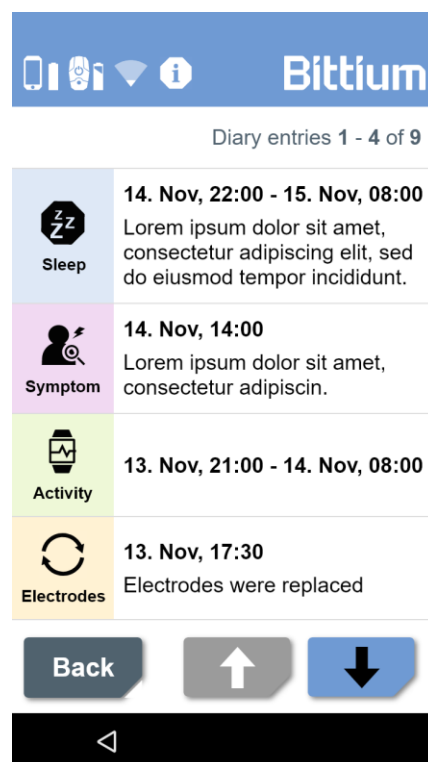 Bittium
Diary entries 1 - 4 of 9
14. Nov, 22:00 - 15. Nov, 08:00
Lorem ipsum dolor sit amet,
consectetur adipiscing elit, sed
do eiusmod tempor incididunt.
Sleep
14. Nov, 14:00
Lorem ipsum dolor sit amet,
consectetur adipiscin.
Symptom
13. Nov, 21:00 - 14. Nov, 08:00
Activity
13. Nov, 17:30
Electrodes were replaced
Electrodes
Back